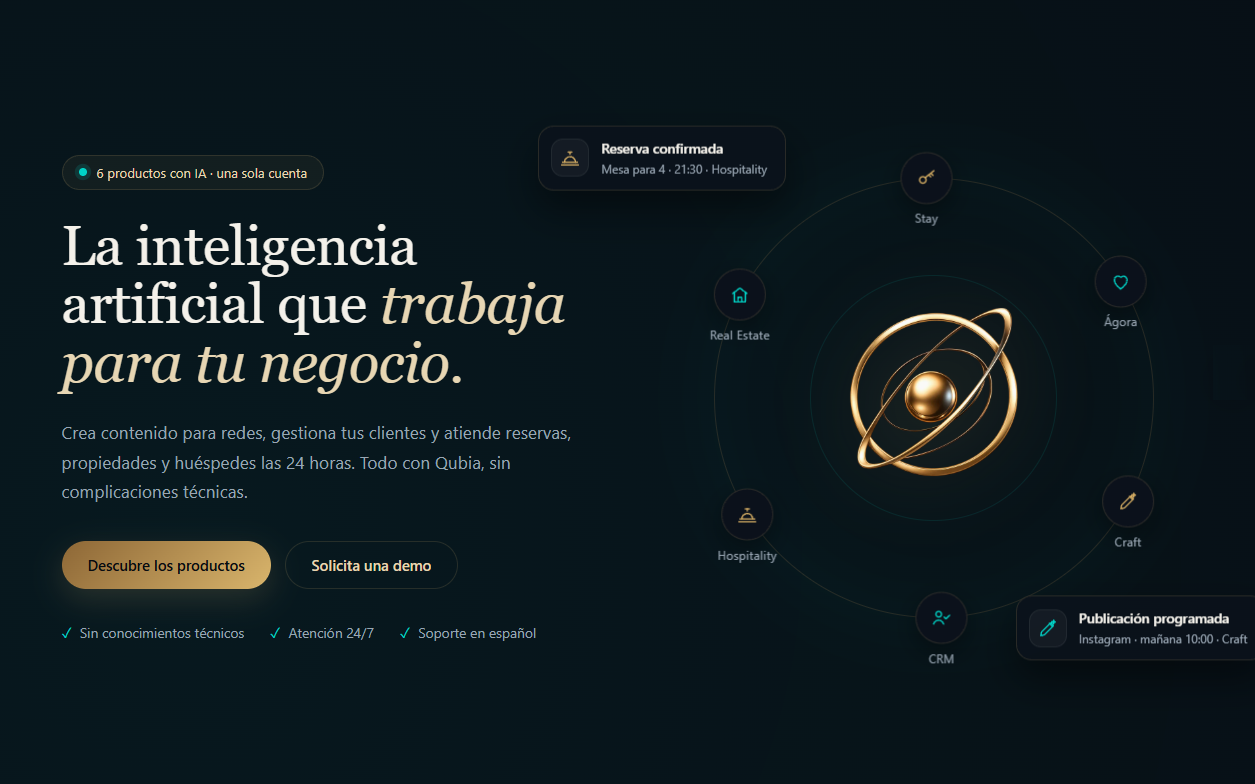 6 productos con IA · una sola cuenta
La inteligencia
artificial que trabaja
para tu negocio.
Crea contenido para redes, gestiona tus clientes y atiende reservas,
propiedades y huéspedes las 24 horas. Todo con Qubia, sin
complicaciones técnicas.
Descubre los productos
Solicita una demo
✓ Sin conocimientos técnicos
✓ Atención 24/7
✓ Soporte en español
Reserva confirmada
Mesa para 4 · 21:30 · Hospitality
Stay
Ágora
Real Estate
Hospitality
Craft
CRM
Publicación programada
Instagram · mañana 10:00 · Craft